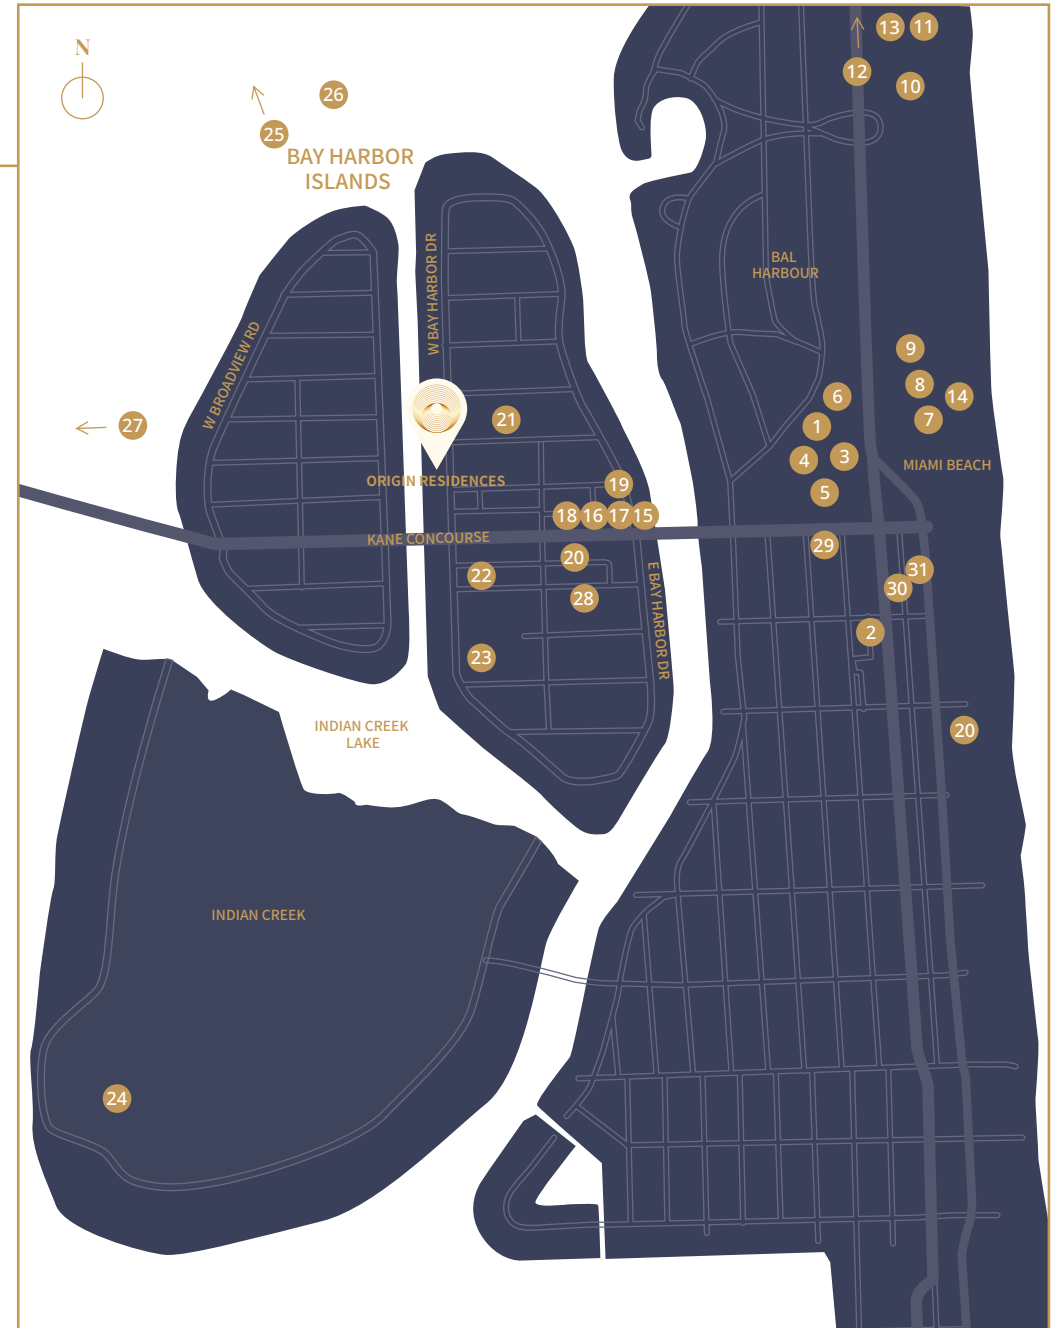 N
13
11
12
10
26
25
BAY HARBOR
ISLANDS
W BAY HARBOR DR
BAL
HARBOUR
W BROADVIEW RD
9
8
14
6
7
1
27
21
4
3
MIAMI BEACH
5
ORIGIN RESIDENCES
19
18
16
17
15
KANE CONCOURSE
29
20
22
28
E BAY HARBOR DR
31
30
2
23
INDIAN CREEK
LAKE
20
INDIAN CREEK
24